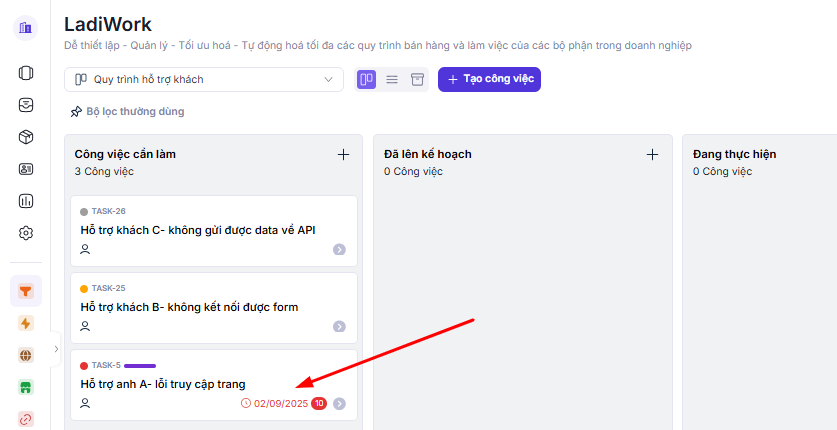 LadiWork
Dễ thiết lập - Quản lý - Tối ưu hoá - Tự động hoá tối đa các quy trình bán hàng và làm việc của các bộ phận trong doanh nghiệp
Quy trình hỗ trợ khách
Tạo công việc
Bộ lọc thường dùng
Công việc cần làm
3 Công việc
TASK-26
Hỗ trợ khách C- không gửi được data về API
TASK-25
Hỗ trợ khách B- không kết nối được form
TASK-5
Hỗ trợ anh A- lỗi truy cập trang
02/09/2025 10
Đã lên kế hoạch
0 Công việc
Đang thực hiện
0 Công việc